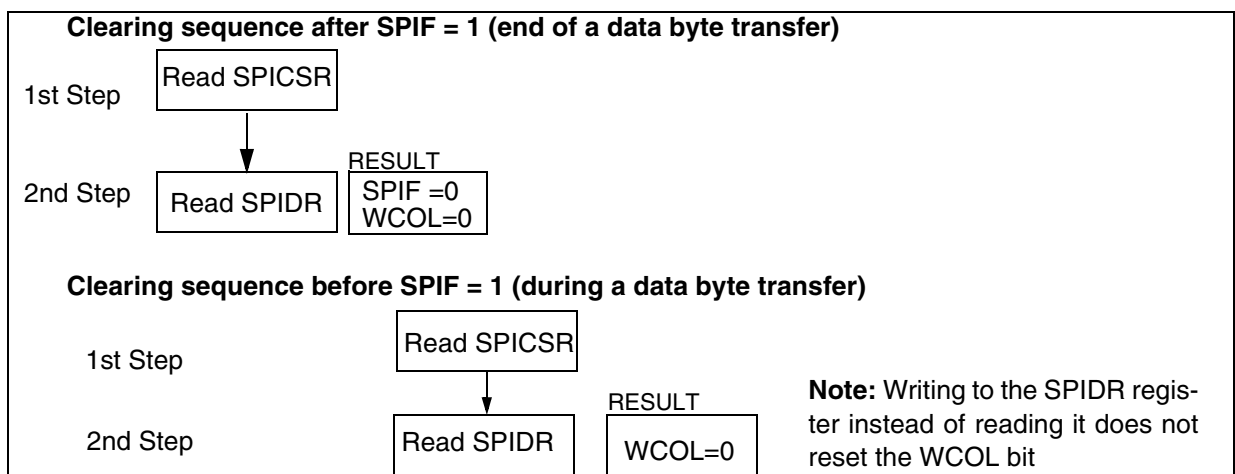 Clearing sequence after SPIF = 1 (end of a data byte transfer)
1st Step
Read SPICSR
2nd Step
Read SPIDR
RESULT
SPIF =0
WCOL=0
Clearing sequence before SPIF = 1 (during a data byte transfer)
1st Step
Read SPICSR
2nd Step
Read SPIDR
RESULT
WCOL=0
Note: Writing to the SPIDR regis-
ter instead of reading it does not
reset the WCOL bit